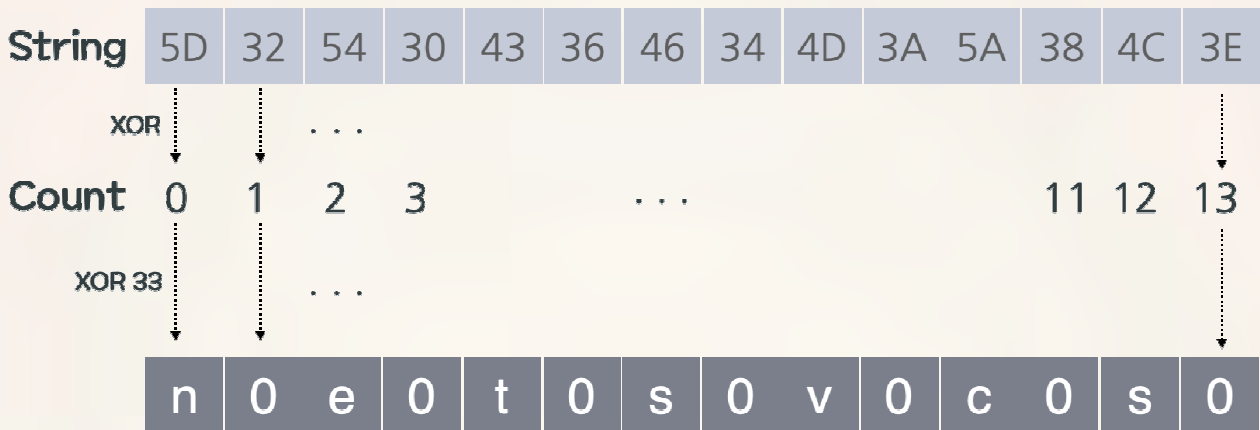 String 5D 32 54 30 43 36 46 34 4D 3A 5A 38 4C 3E
XOR ...
Count 0 1 2 3 ... 11 12 13
XOR 33 ...
n 0 e 0 t 0 s 0 v 0 c 0 s 0